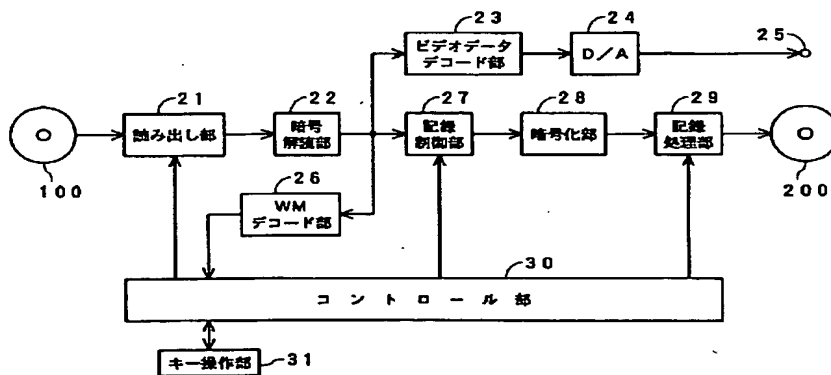 23
24
25
ビデオデータ
デコード部
D/A
21
22
27
28
29
読み出し部
暗号
解読部
記録
制御部
暗号化部
記録
処理部
100
200
26
WM
デコード部
30
コントロール部
キー操作部
31